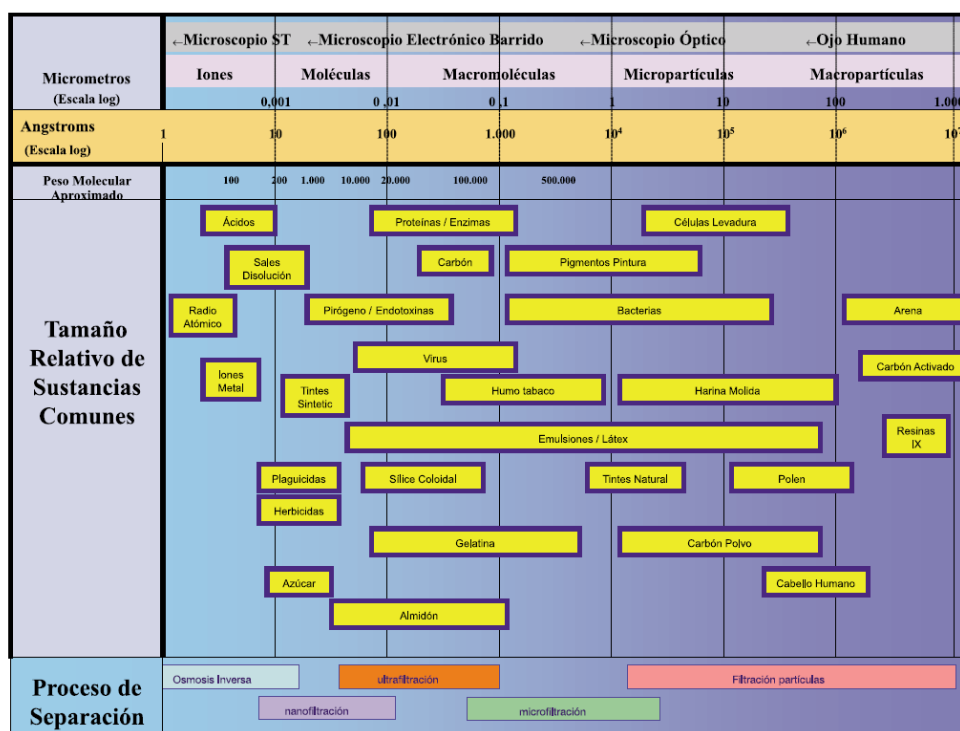 ←Microscopio ST ←Microscopio Electrónico Barrido ←Microscopio Óptico ←Ojo Humano
Micrometros
(Escala log)
Iones Moléculas Macromoléculas Micropartículas Macropartículas
0,001 0,01 0,1 1 10 100 1.000
Angstroms
(Escala log)
1 10 100 1.000 10⁴ 10⁵ 10⁶ 10⁷
Peso Molecular
Aproximado
100 200 1.000 10.000 20.000 100.000 500.000
Tamaño
Relativo de
Sustancias
Comunes
Ácidos Proteínas / Enzimas Células Levadura
Sales
Disolución
Carbón Pigmentos Pintura
Radio
Atómico
Pirógeno / Endotoxinas Bacterias Arena
Virus Carbón Activado
Iones
Metal
Tintes
Sintetic
Humo tabaco Harina Molida
Emulsiones / Látex
Resinas
IX
Plaguicidas Sílice Coloidal Tintes Natural Polen
Herbicidas
Gelatina Carbón Polvo
Azúcar Cabello Humano
Almidón
Proceso de
Separación
Osmosis Inversa ultrafiltración Filtración partículas
nanofiltración microfiltración